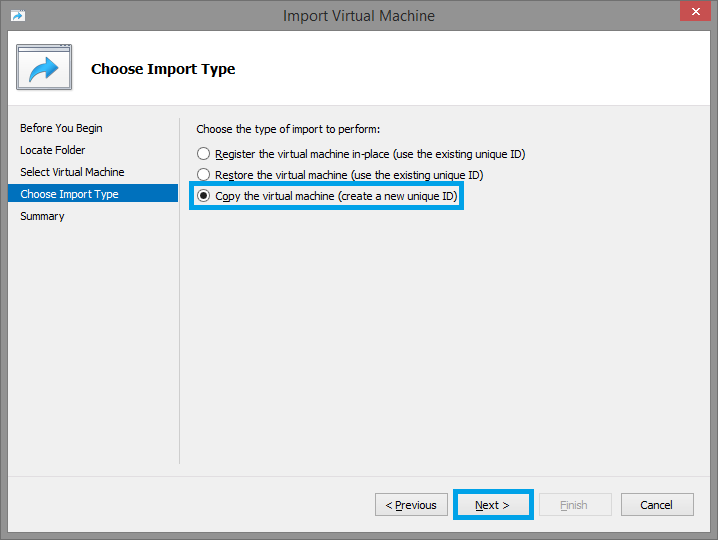 Import Virtual Machine
Choose Import Type
Before You Begin
Locate Folder
Select Virtual Machine
Choose Import Type
Summary
Choose the type of import to perform:
Register the virtual machine in-place (use the existing unique ID)
Restore the virtual machine (use the existing unique ID)
Copy the virtual machine (create a new unique ID)
< Previous
Next >
Finish
Cancel